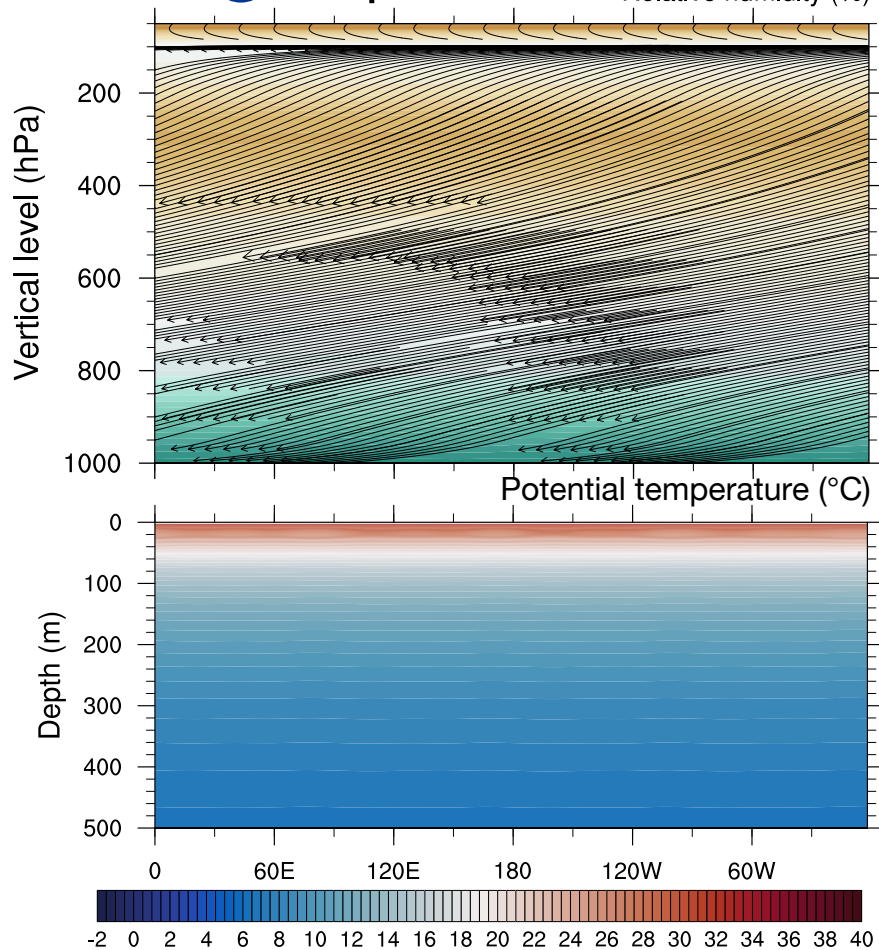 Relative humidity (%)
Vertical level (hPa)
200
400
600
800
1000
Potential temperature (°C)
Depth (m)
0
100
200
300
400
500
0 60E 120E 180 120W 60W
-2 0 2 4 6 8 10 12 14 16 18 20 22 24 26 28 30 32 34 36 38 40